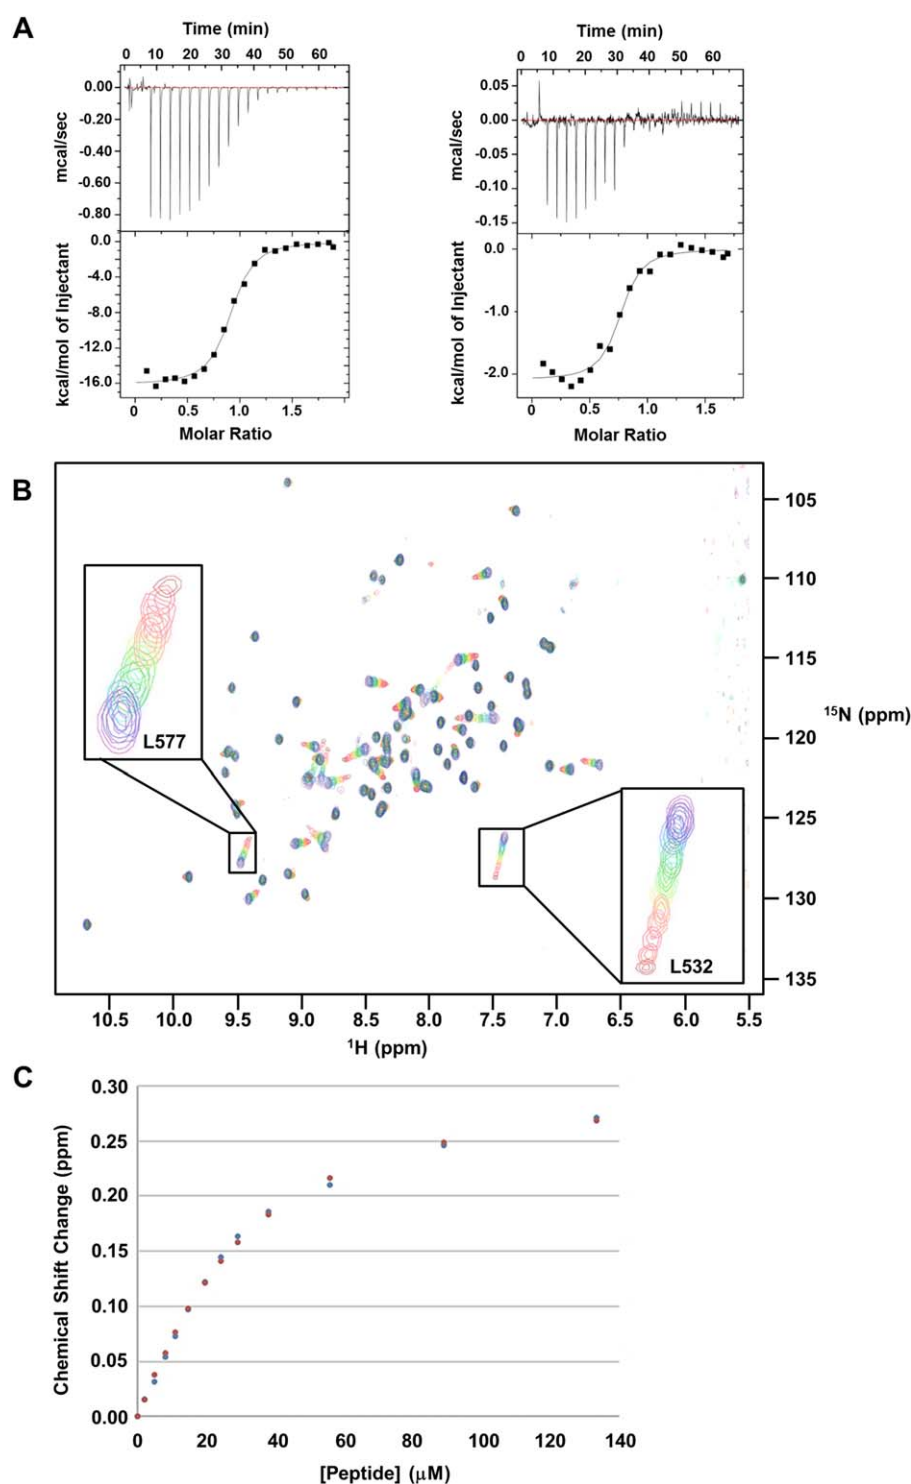 A
Time (min)
0 10 20 30 40 50 60
0.00
-0.20
-0.40
-0.60
-0.80
mcal/sec
0.0
-4.0
-8.0
-12.0
-16.0
kcal/mol of Injectant
0 0.5 1.0 1.5
Molar Ratio
Time (min)
0 10 20 30 40 50 60
0.05
0.00
-0.05
-0.10
-0.15
mcal/sec
0.0
-1.0
-2.0
kcal/mol of Injectant
0 0.5 1.0 1.5
Molar Ratio
B
L577
L532
105
110
115
120
125
130
135
15N (ppm)
10.5 10.0 9.5 9.0 8.5 8.0 7.5 7.0 6.5 6.0 5.5
1H (ppm)
C
0.30
0.25
0.20
0.15
0.10
0.05
0.00
Chemical Shift Change (ppm)
0 20 40 60 80 100 120 140
[Peptide] (μM)